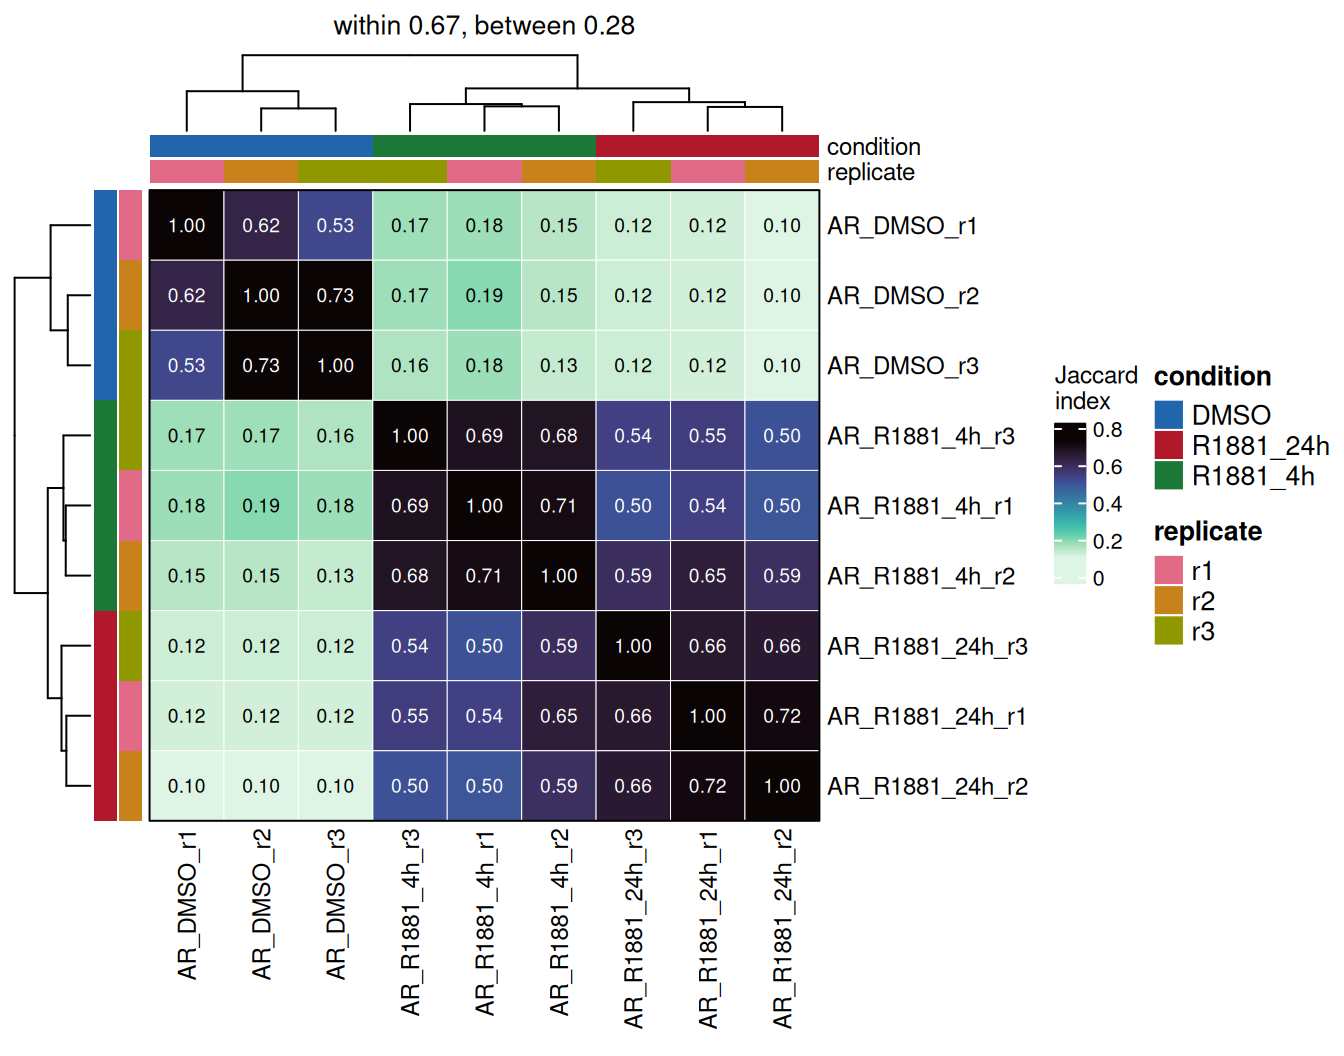 within 0.67, between 0.28
condition
replicate
1.00 0.62 0.53 0.17 0.18 0.15 0.12 0.12 0.10 AR_DMSO_r1
0.62 1.00 0.73 0.17 0.19 0.15 0.12 0.12 0.10 AR_DMSO_r2
0.53 0.73 1.00 0.16 0.18 0.13 0.12 0.12 0.10 AR_DMSO_r3
0.17 0.17 0.16 1.00 0.69 0.68 0.54 0.55 0.50 AR_R1881_4h_r3
0.18 0.19 0.18 0.69 1.00 0.71 0.50 0.54 0.50 AR_R1881_4h_r1
0.15 0.15 0.13 0.68 0.71 1.00 0.59 0.65 0.59 AR_R1881_4h_r2
0.12 0.12 0.12 0.54 0.50 0.59 1.00 0.66 0.66 AR_R1881_24h_r3
0.12 0.12 0.12 0.55 0.54 0.65 0.66 1.00 0.72 AR_R1881_24h_r1
0.10 0.10 0.10 0.50 0.50 0.59 0.66 0.72 1.00 AR_R1881_24h_r2
AR_DMSO_r1
AR_DMSO_r2
AR_DMSO_r3
AR_R1881_4h_r3
AR_R1881_4h_r1
AR_R1881_4h_r2
AR_R1881_24h_r3
AR_R1881_24h_r1
AR_R1881_24h_r2
Jaccard
index
0.8
0.6
0.4
0.2
0
condition
DMSO
R1881_24h
R1881_4h
replicate
r1
r2
r3